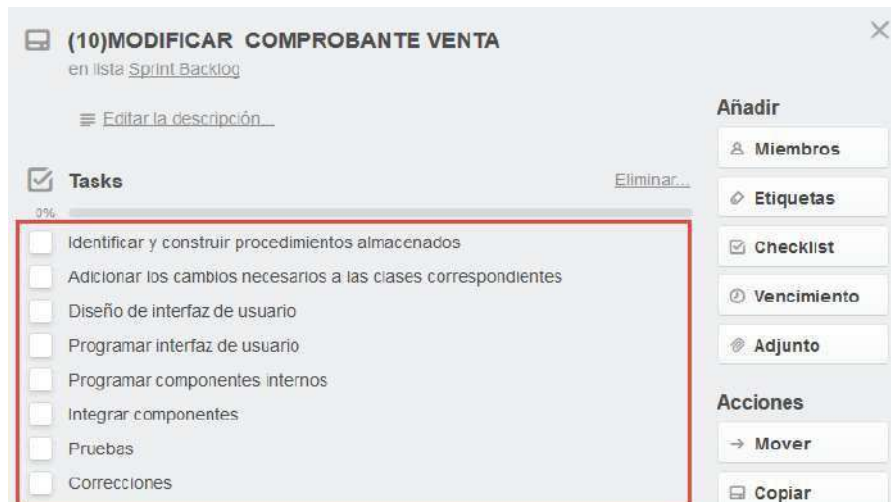 (10)MODIFICAR COMPROBANTE VENTA
en lista Sprint Backlog
Editar la descripción...
Tasks
Eliminar...
0%
Identificar y construir procedimientos almacenados
Adicionar los cambios necesarios a las clases correspondientes
Diseño de interfaz de usuario
Programar interfaz de usuario
Programar componentes internos
Integrar componentes
Pruebas
Correcciones
Añadir
Miembros
Etiquetas
Checklist
Vencimiento
Adjunto
Acciones
Mover
Copiar